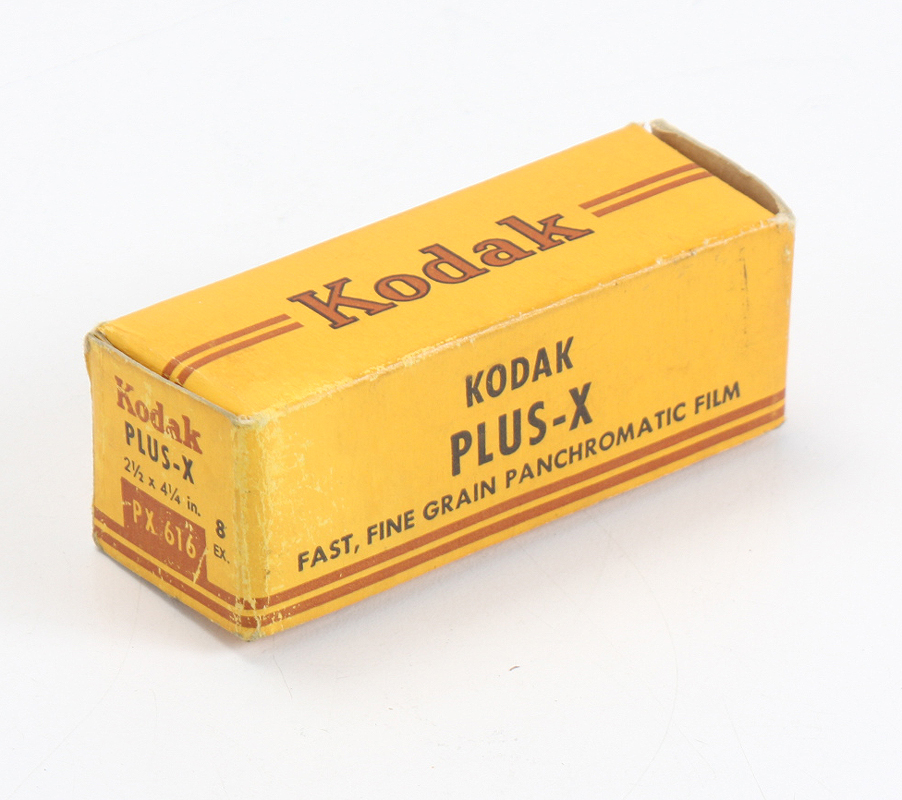 Kodak
KODAK
PLUS-X
FAST, FINE GRAIN PANCHROMATIC FILM
Kodak
PLUS-X
2½ x 4¼ in.
PX 616
8
EX.